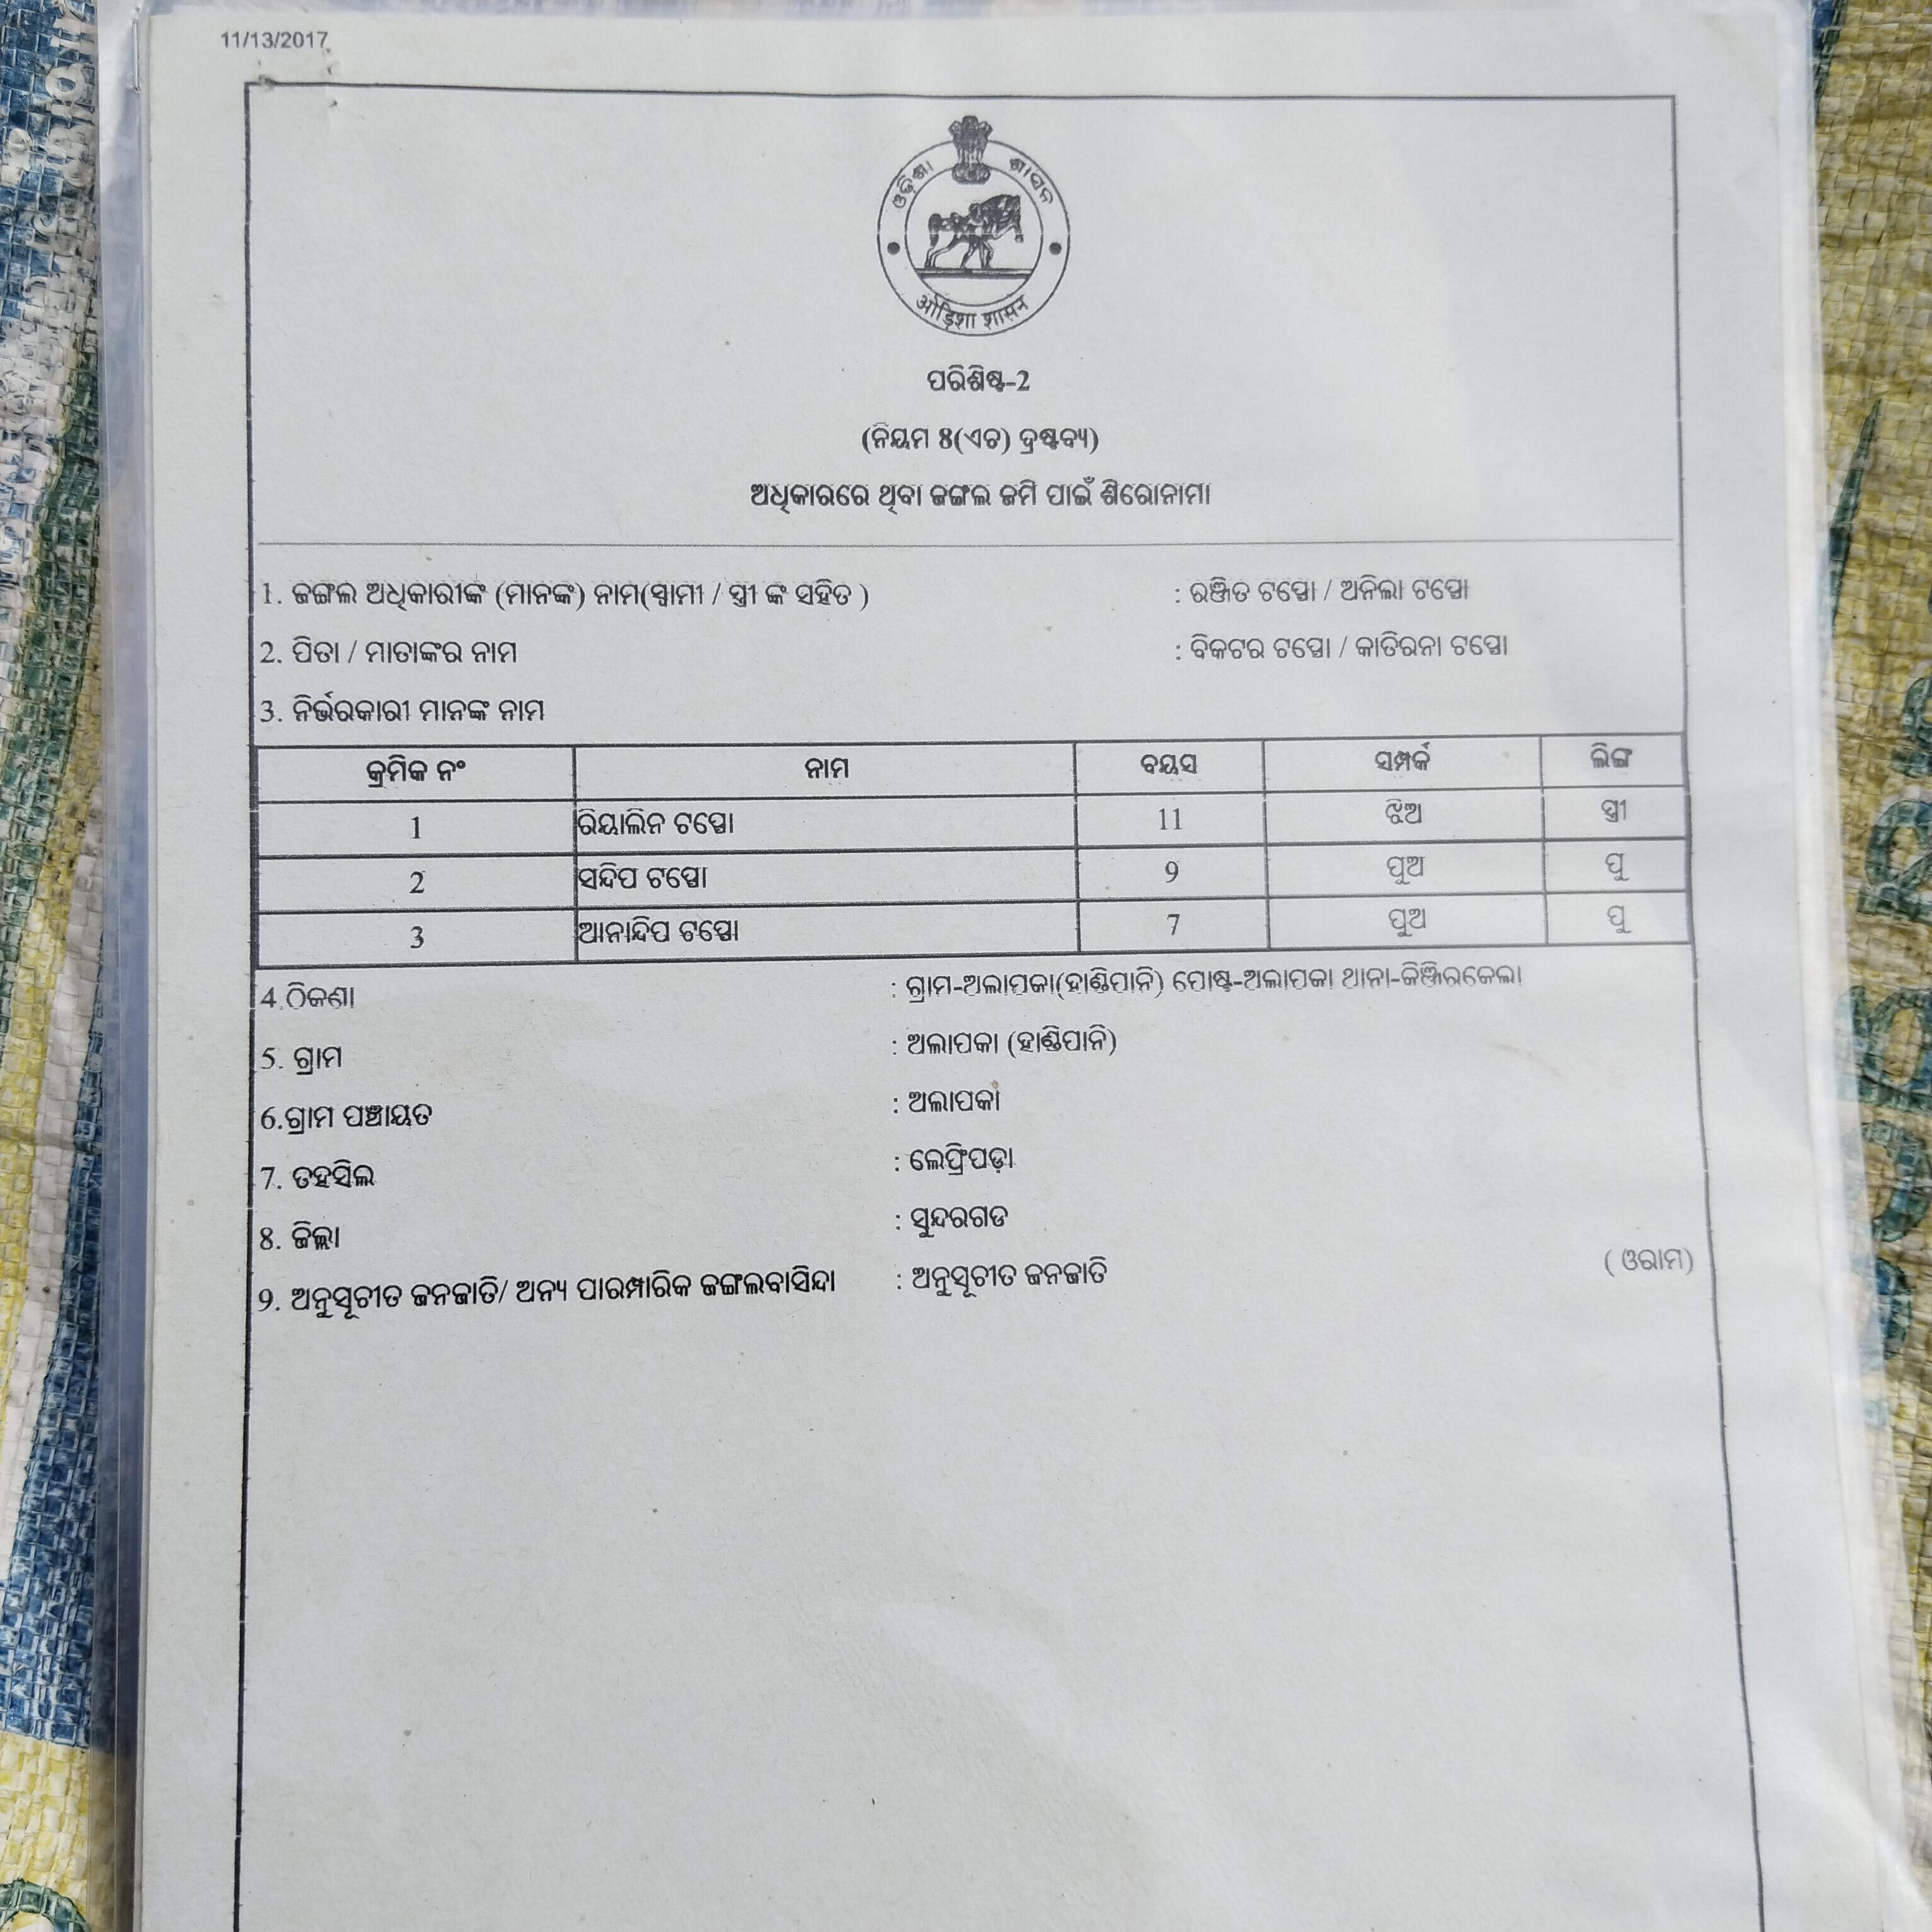 11/13/2017
ଓଡ଼ିଶା ଶାସନ
ओड़िशा शासन
ପରିଶିଷ୍ଟ-2
(ନିୟମ 8(ଏଚ) ଦ୍ରଷ୍ଟବ୍ୟ)
ଅଧିକାରରେ ଥିବା ଜଙ୍ଗଲ ଜମି ପାଇଁ ଶିରୋନାମା
1. ଜଙ୍ଗଲ ଅଧିକାରୀଙ୍କ (ମାନଙ୍କ) ନାମ(ସ୍ୱାମୀ / ସ୍ତ୍ରୀ ଙ୍କ ସହିତ ) : ରଞ୍ଜିତ ଟପ୍ପୋ / ଅନିଲା ଟପ୍ପୋ
2. ପିତା / ମାତାଙ୍କର ନାମ : ବିକଟର ଟପ୍ପୋ / କାତିରନା ଟପ୍ପୋ
3. ନିର୍ଭରକାରୀ ମାନଙ୍କ ନାମ
କ୍ରମିକ ନଂ ନାମ ବୟସ ସମ୍ପର୍କ ଲିଙ୍ଗ
1 ରିୟାଲିନ ଟପ୍ପୋ 11 ଝିଅ ସ୍ତ୍ରୀ
2 ସନ୍ଦିପ ଟପ୍ପୋ 9 ପୁଅ ପୁ
3 ଆନାନ୍ଦିପ ଟପ୍ପୋ 7 ପୁଅ ପୁ
4.ଠିକଣା : ଗ୍ରାମ-ଅଲାପକା(ହାଣ୍ଡିପାନି) ପୋଷ୍ଟ-ଅଲାପକା ଥାନା-କିଞ୍ଜିରକେଲା
5. ଗ୍ରାମ : ଅଲାପକା (ହାଣ୍ଡିପାନି)
6.ଗ୍ରାମ ପଞ୍ଚାୟତ : ଅଲାପକା
7. ତହସିଲ : ଲେଫ୍ରିପଡ଼ା
8. ଜିଲ୍ଲା : ସୁନ୍ଦରଗଡ
9. ଅନୁସୂଚୀତ ଜନଜାତି/ ଅନ୍ୟ ପାରମ୍ପାରିକ ଜଙ୍ଗଲବାସିନ୍ଦା : ଅନୁସୂଚୀତ ଜନଜାତି ( ଓରାମ)